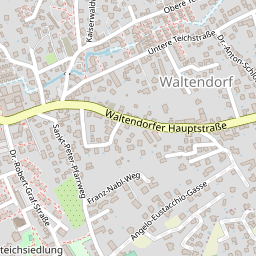 Obere Te
Kaiserwald
Untere Teichstraße
Dr.-Anton-Schlo
Waltendorf
Waltendorfer Hauptstraße
Sankt-Peter-Pfarrweg
Dr.-Robert-Graf-Straße
Franz-Nabl-Weg
Angelo-Eustacchio-Gasse
teichsiedlung